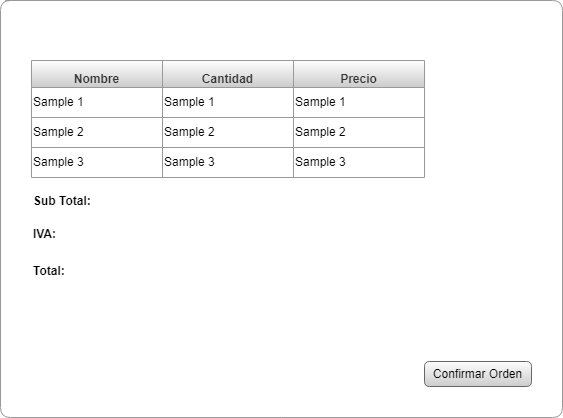 Nombre Cantidad Precio
Sample 1 Sample 1 Sample 1
Sample 2 Sample 2 Sample 2
Sample 3 Sample 3 Sample 3
Sub Total:
IVA:
Total:
Confirmar Orden